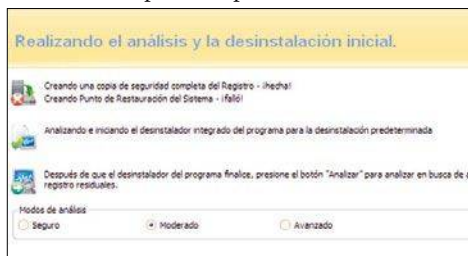 Realizando el análisis y la desinstalación inicial.
Creando una copia de seguridad completa del Registro - ¡hecha!
Creando Punto de Restauración del Sistema - ¡falló!
Analizando e iniciando el desinstalador integrado del programa para la desinstalación predeterminada
Después de que el desinstalador del programa finalice, presione el botón "Analizar" para analizar en busca de
registro residuales.
Modos de análisis
Seguro
Moderado
Avanzado